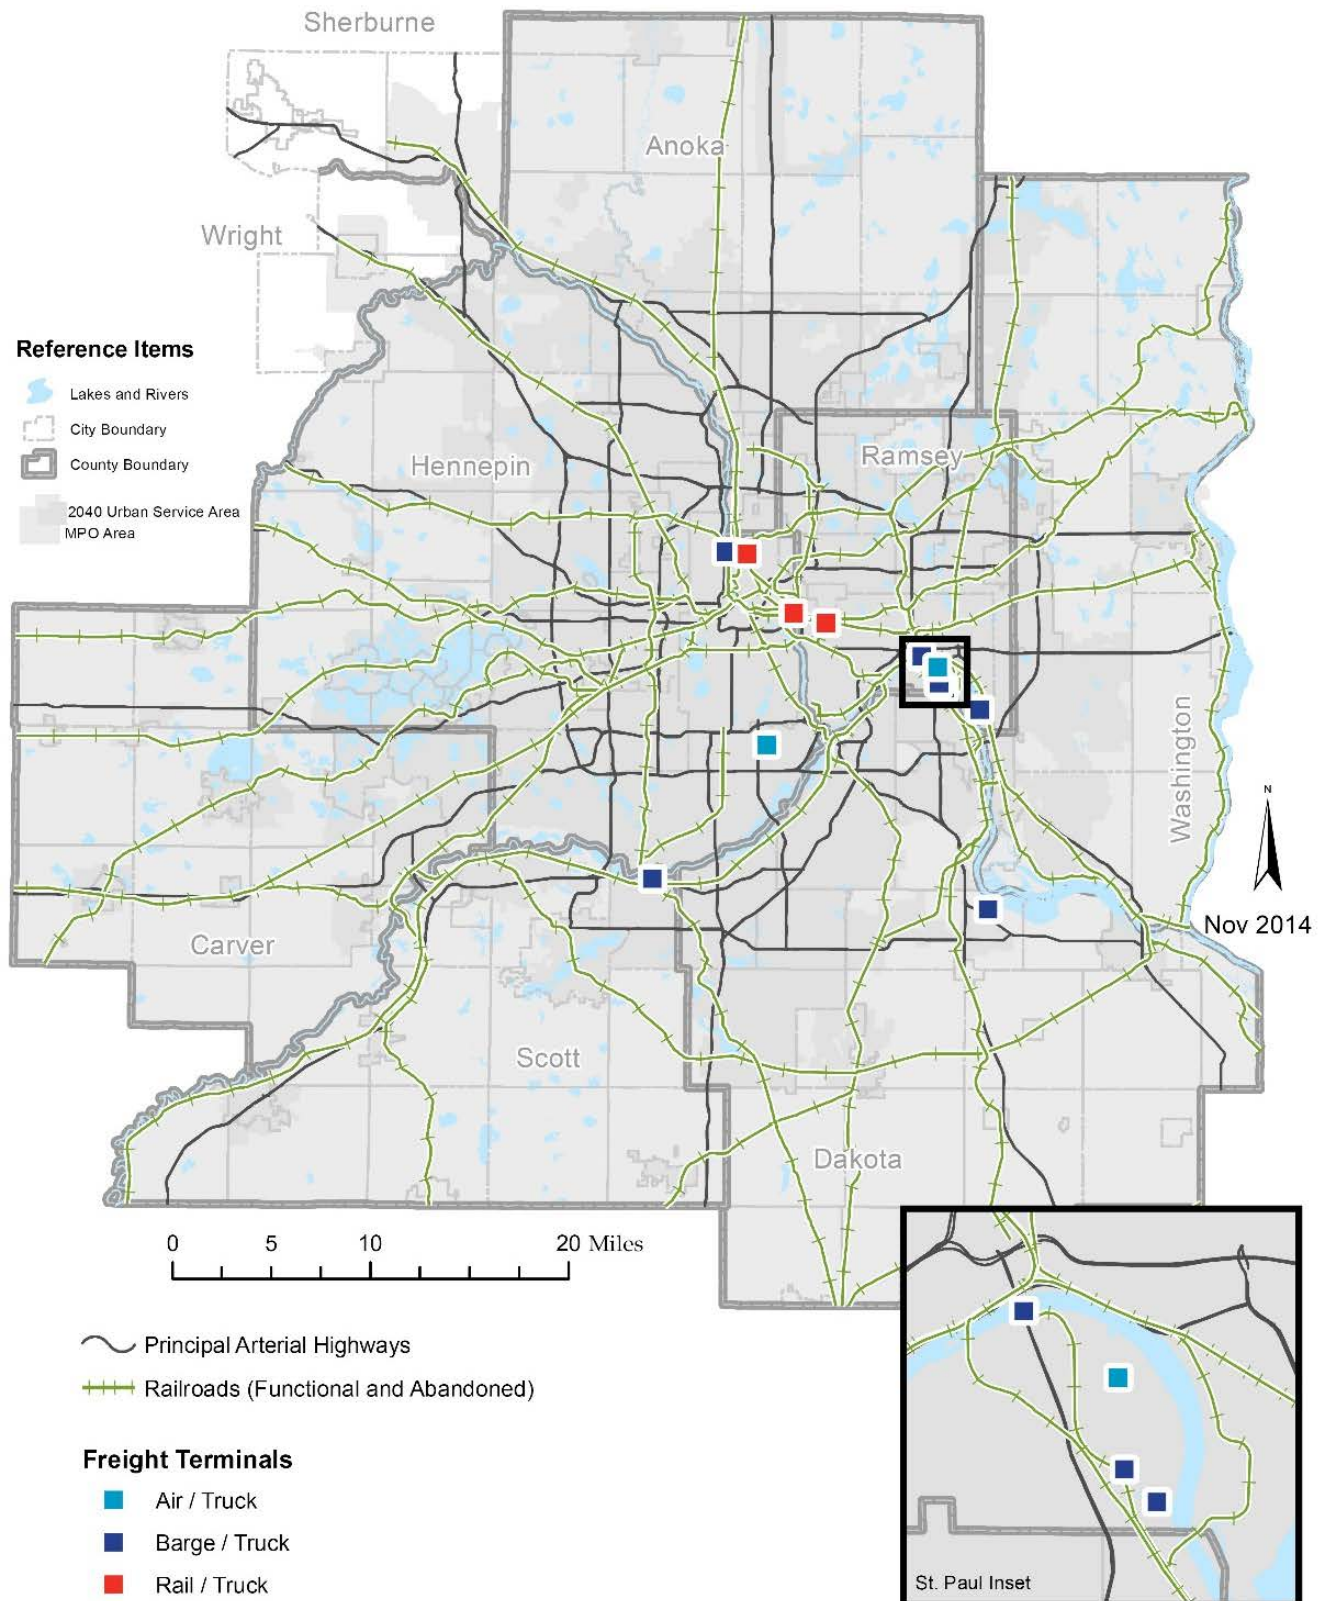 Sherburne
Anoka
Wright
Reference Items
Lakes and Rivers
City Boundary
County Boundary
2040 Urban Service Area
MPO Area
Hennepin
Ramsey
Washington
N
Nov 2014
Carver
Scott
Dakota
0 5 10 20 Miles
Principal Arterial Highways
Railroads (Functional and Abandoned)
Freight Terminals
Air / Truck
Barge / Truck
Rail / Truck
St. Paul Inset